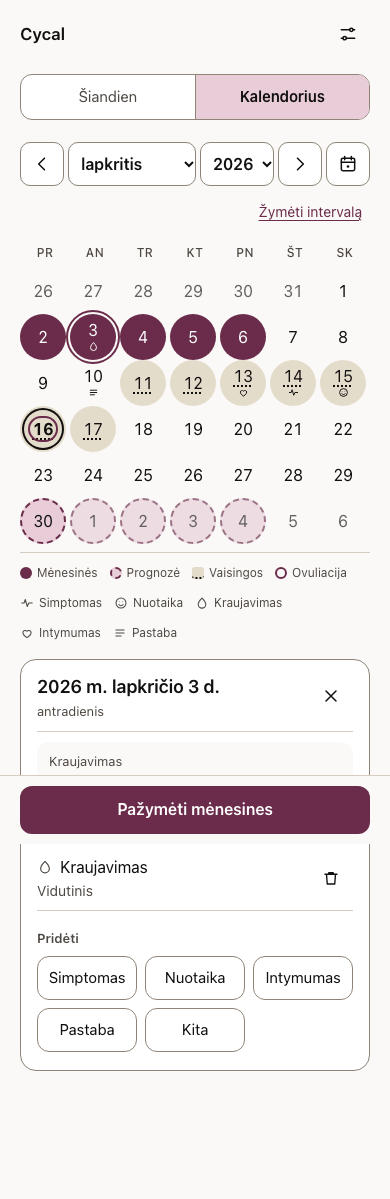 Cycal
Šiandien
Kalendorius
lapkritis 2026
Žymėti intervalą
PR AN TR KT PN ŠT SK
26 27 28 29 30 31 1
2 3 4 5 6 7 8
9 10 11 12 13 14 15
16 17 18 19 20 21 22
23 24 25 26 27 28 29
30 1 2 3 4 5 6
Mėnesinės Prognozė Vaisingos Ovuliacija
Simptomas Nuotaika Kraujavimas
Intymumas Pastaba
2026 m. lapkričio 3 d.
antradienis
Kraujavimas
Pažymėti mėnesines
Kraujavimas
Vidutinis
Pridėti
Simptomas Nuotaika Intymumas
Pastaba Kita